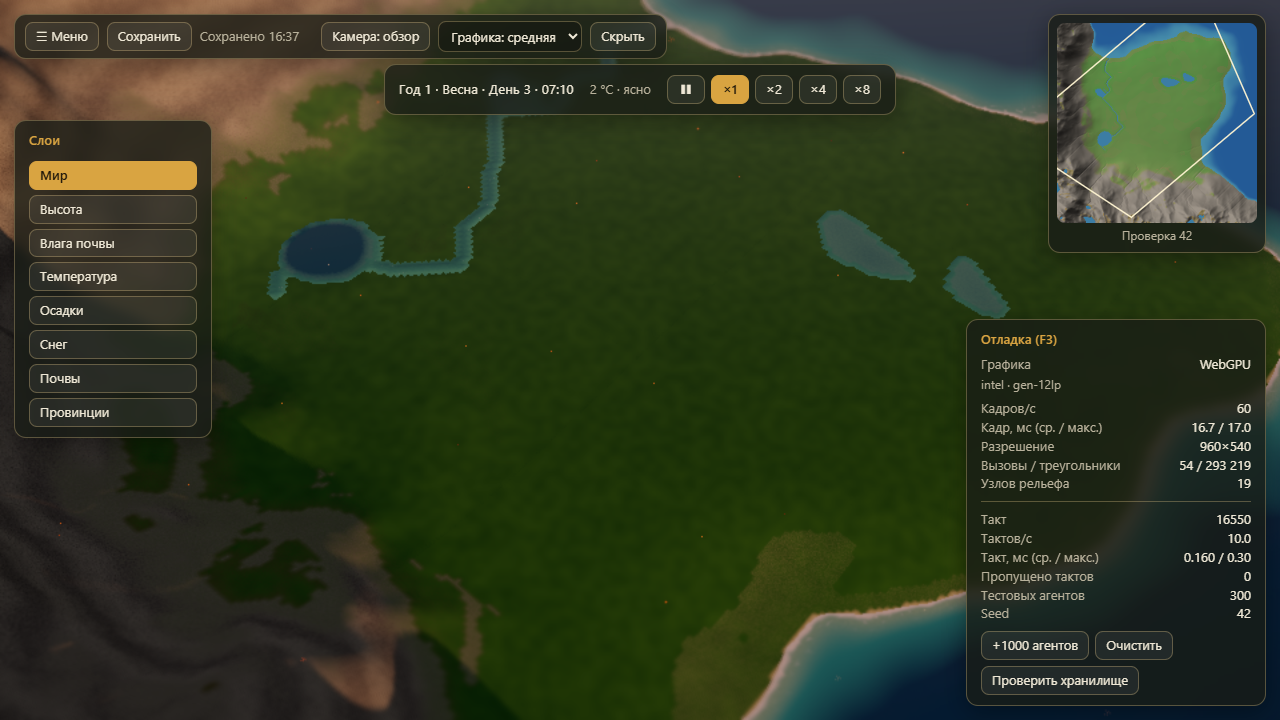 ☰ Меню Сохранить Сохранено 16:37 Камера: обзор Графика: средняя Скрыть
Год 1 · Весна · День 3 · 07:10 2 °C · ясно ×1 ×2 ×4 ×8
Проверка 42
Слои
Мир
Высота
Влага почвы
Температура
Осадки
Снег
Почвы
Провинции
Отладка (F3)
Графика WebGPU
intel · gen-12lp
Кадров/с 60
Кадр, мс (ср. / макс.) 16.7 / 17.0
Разрешение 960×540
Вызовы / треугольники 54 / 293 219
Узлов рельефа 19
Такт 16550
Тактов/с 10.0
Такт, мс (ср. / макс.) 0.160 / 0.30
Пропущено тактов 0
Тестовых агентов 300
Seed 42
+1000 агентов Очистить
Проверить хранилище